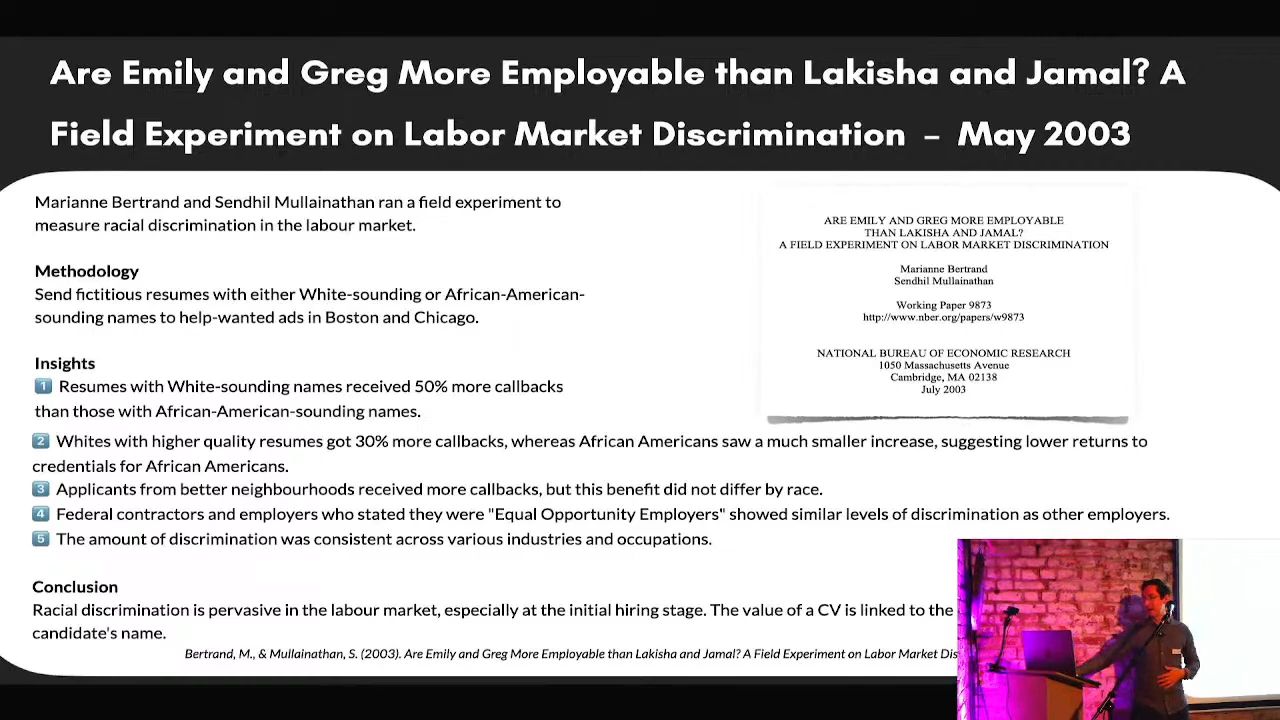 Are Emily and Greg More Employable than Lakisha and Jamal? A
Field Experiment on Labor Market Discrimination – May 2003
Marianne Bertrand and Sendhil Mullainathan ran a field experiment to
measure racial discrimination in the labour market.
Methodology
Send fictitious resumes with either White-sounding or African-American-
sounding names to help-wanted ads in Boston and Chicago.
Insights
1 Resumes with White-sounding names received 50% more callbacks
than those with African-American-sounding names.
ARE EMILY AND GREG MORE EMPLOYABLE
THAN LAKISHA AND JAMAL?
A FIELD EXPERIMENT ON LABOR MARKET DISCRIMINATION
Marianne Bertrand
Sendhil Mullainathan
Working Paper 9873
http://www.nber.org/papers/w9873
NATIONAL BUREAU OF ECONOMIC RESEARCH
1050 Massachusetts Avenue
Cambridge, MA 02138
July 2003
2 Whites with higher quality resumes got 30% more callbacks, whereas African Americans saw a much smaller increase, suggesting lower returns to
credentials for African Americans.
3 Applicants from better neighbourhoods received more callbacks, but this benefit did not differ by race.
4 Federal contractors and employers who stated they were "Equal Opportunity Employers" showed similar levels of discrimination as other employers.
5 The amount of discrimination was consistent across various industries and occupations.
Conclusion
Racial discrimination is pervasive in the labour market, especially at the initial hiring stage. The value of a CV is linked to the
candidate's name.
Bertrand, M., & Mullainathan, S. (2003). Are Emily and Greg More Employable than Lakisha and Jamal? A Field Experiment on Labor Market Dis